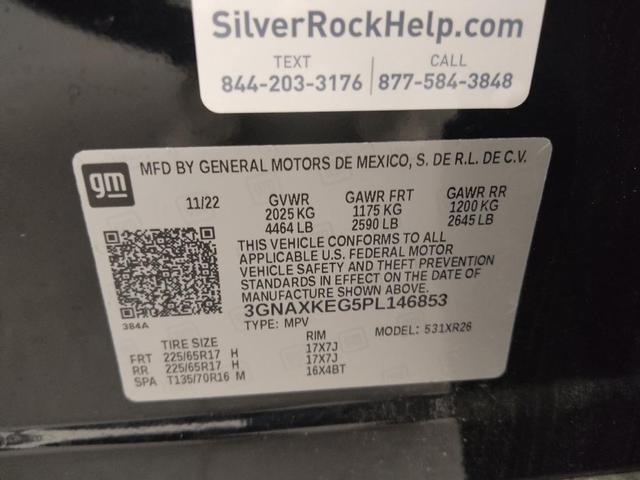 SilverRockHelp.com
TEXT CALL
844-203-3176 877-584-3848
gm
MFD BY GENERAL MOTORS DE MEXICO, S. DE R.L. DE C.V.
11/22 GVWR GAWR FRT GAWR RR
2025 KG 1175 KG 1200 KG
4464 LB 2590 LB 2645 LB
THIS VEHICLE CONFORMS TO ALL
APPLICABLE U.S. FEDERAL MOTOR
VEHICLE SAFETY AND THEFT PREVENTION
STANDARDS IN EFFECT ON THE DATE OF
MANUFACTURE SHOWN ABOVE.
3GNAXKEG5PL146853
384A
TYPE: MPV MODEL: 531XR26
TIRE SIZE RIM
FRT 225/65R17 H 17X7J
RR 225/65R17 H 17X7J
SPA T135/70R16 M 16X4BT